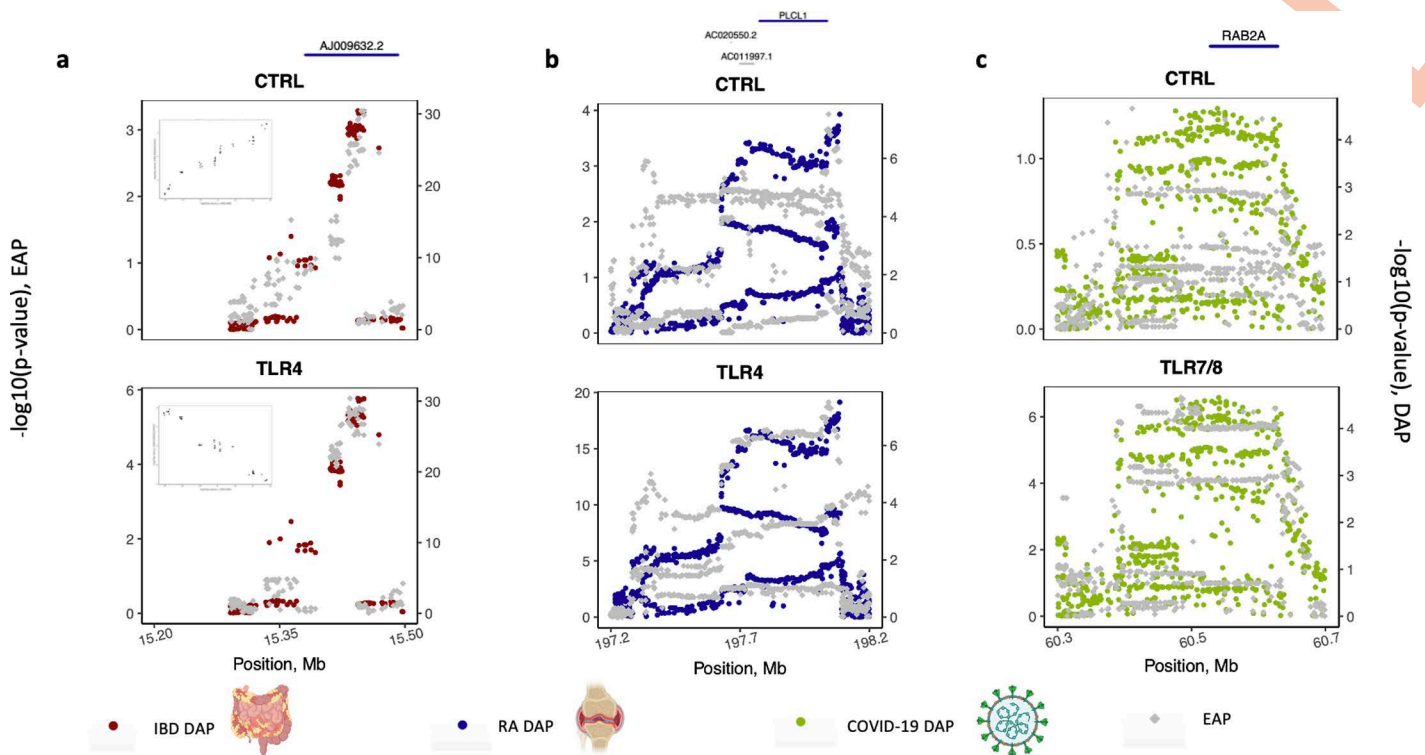 PLCL1
AC020550.2
AC011997.1
RAB2A
AJ009632.2
a
b
c
CTRL
CTRL
CTRL
3
2
1
0
30
20
10
0
4
3
2
1
0
6
4
2
0
1.0
0.5
0.0
4
3
2
1
0
-log10(p-value), EAP
-log10(p-value), DAP
TLR4
TLR4
TLR7/8
6
4
2
0
30
20
10
0
20
15
10
5
0
6
4
2
0
6
4
2
0
4
3
2
1
0
15.20
15.35
15.50
197.2
197.7
198.2
60.3
60.5
60.7
Position, Mb
Position, Mb
Position, Mb
IBD DAP
RA DAP
COVID-19 DAP
EAP